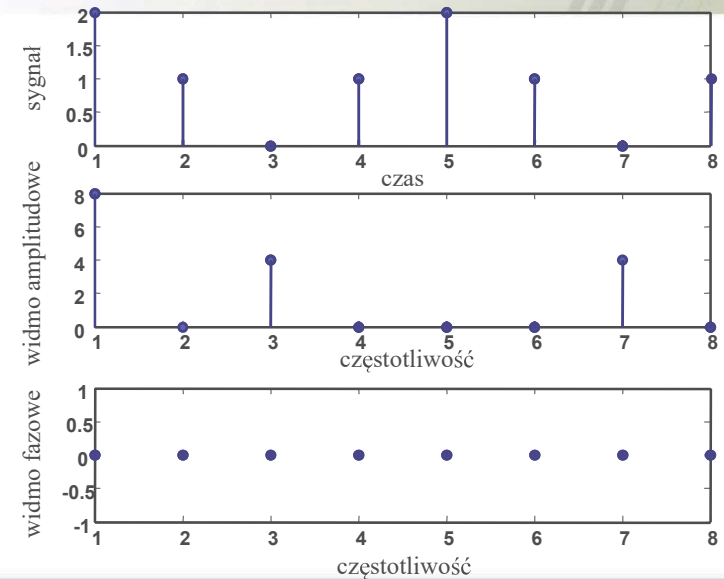 sygnał
2
1.5
1
0.5
0
1 2 3 4 5 6 7 8
czas
widmo amplitudowe
8
6
4
2
0
1 2 3 4 5 6 7 8
częstotliwość
widmo fazowe
1
0.5
0
-0.5
-1
1 2 3 4 5 6 7 8
częstotliwość